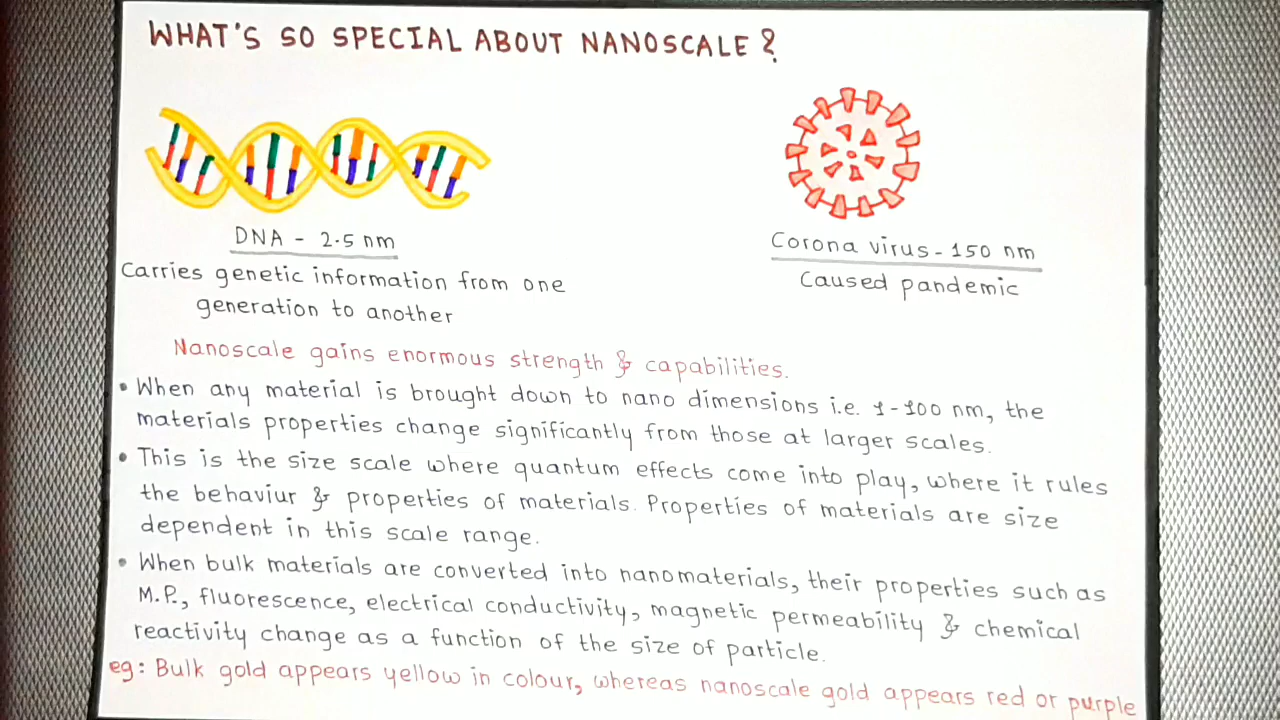 WHAT'S SO SPECIAL ABOUT NANOSCALE?
DNA - 2.5 nm
Carries genetic information from one
generation to another
Corona virus - 150 nm
Caused pandemic
Nanoscale gains enormous strength & capabilities.
• When any material is brought down to nano dimensions i.e. 1-100 nm, the
materials properties change significantly from those at larger scales.
• This is the size scale where quantum effects come into play, where it rules
the behaviur & properties of materials. Properties of materials are size
dependent in this scale range.
• When bulk materials are converted into nanomaterials, their properties such as
M.P., fluorescence, electrical conductivity, magnetic permeability & chemical
reactivity change as a function of the size of particle.
eg: Bulk gold appears yellow in colour, whereas nanoscale gold appears red or purple